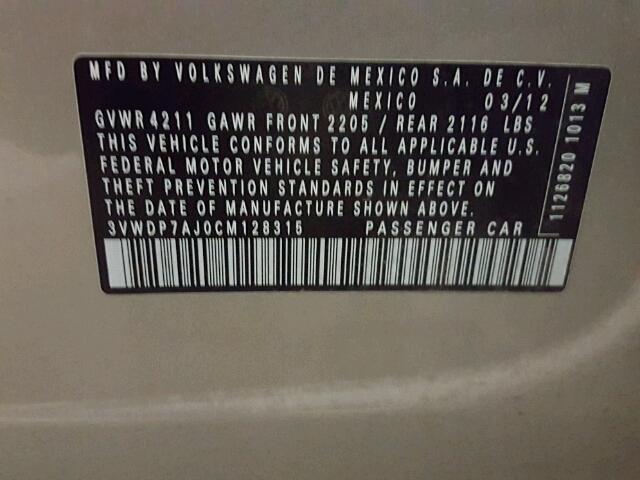 MFD BY VOLKSWAGEN DE MEXICO S.A. DE C.V.
MEXICO 03/12
GVWR 4211 GAWR FRONT 2205 / REAR 2116 LBS
THIS VEHICLE CONFORMS TO ALL APPLICABLE U.S.
FEDERAL MOTOR VEHICLE SAFETY, BUMPER AND
THEFT PREVENTION STANDARDS IN EFFECT ON
THE DATE OF MANUFACTURE SHOWN ABOVE.
3VWDP7AJ0CM128315 PASSENGER CAR
1126820 1013 M